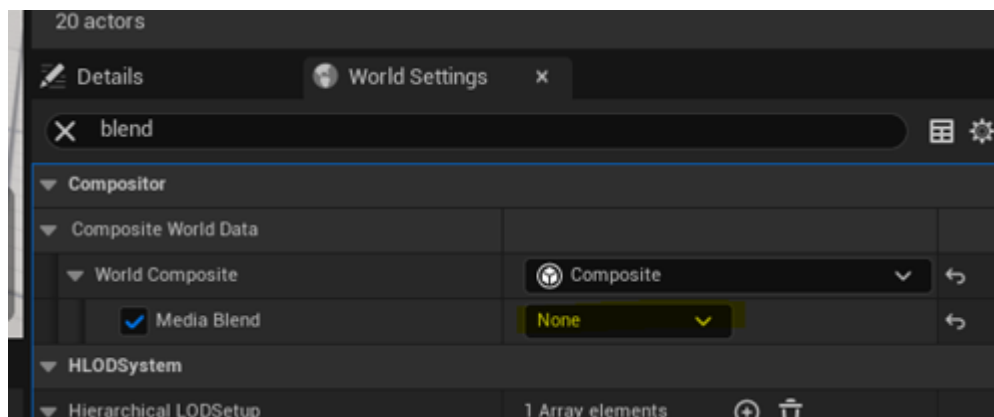 20 actors
Details World Settings
blend
Compositor
Composite World Data
World Composite Composite
Media Blend None
HLODSystem
Hierarchical LODSetup 1 Array elements